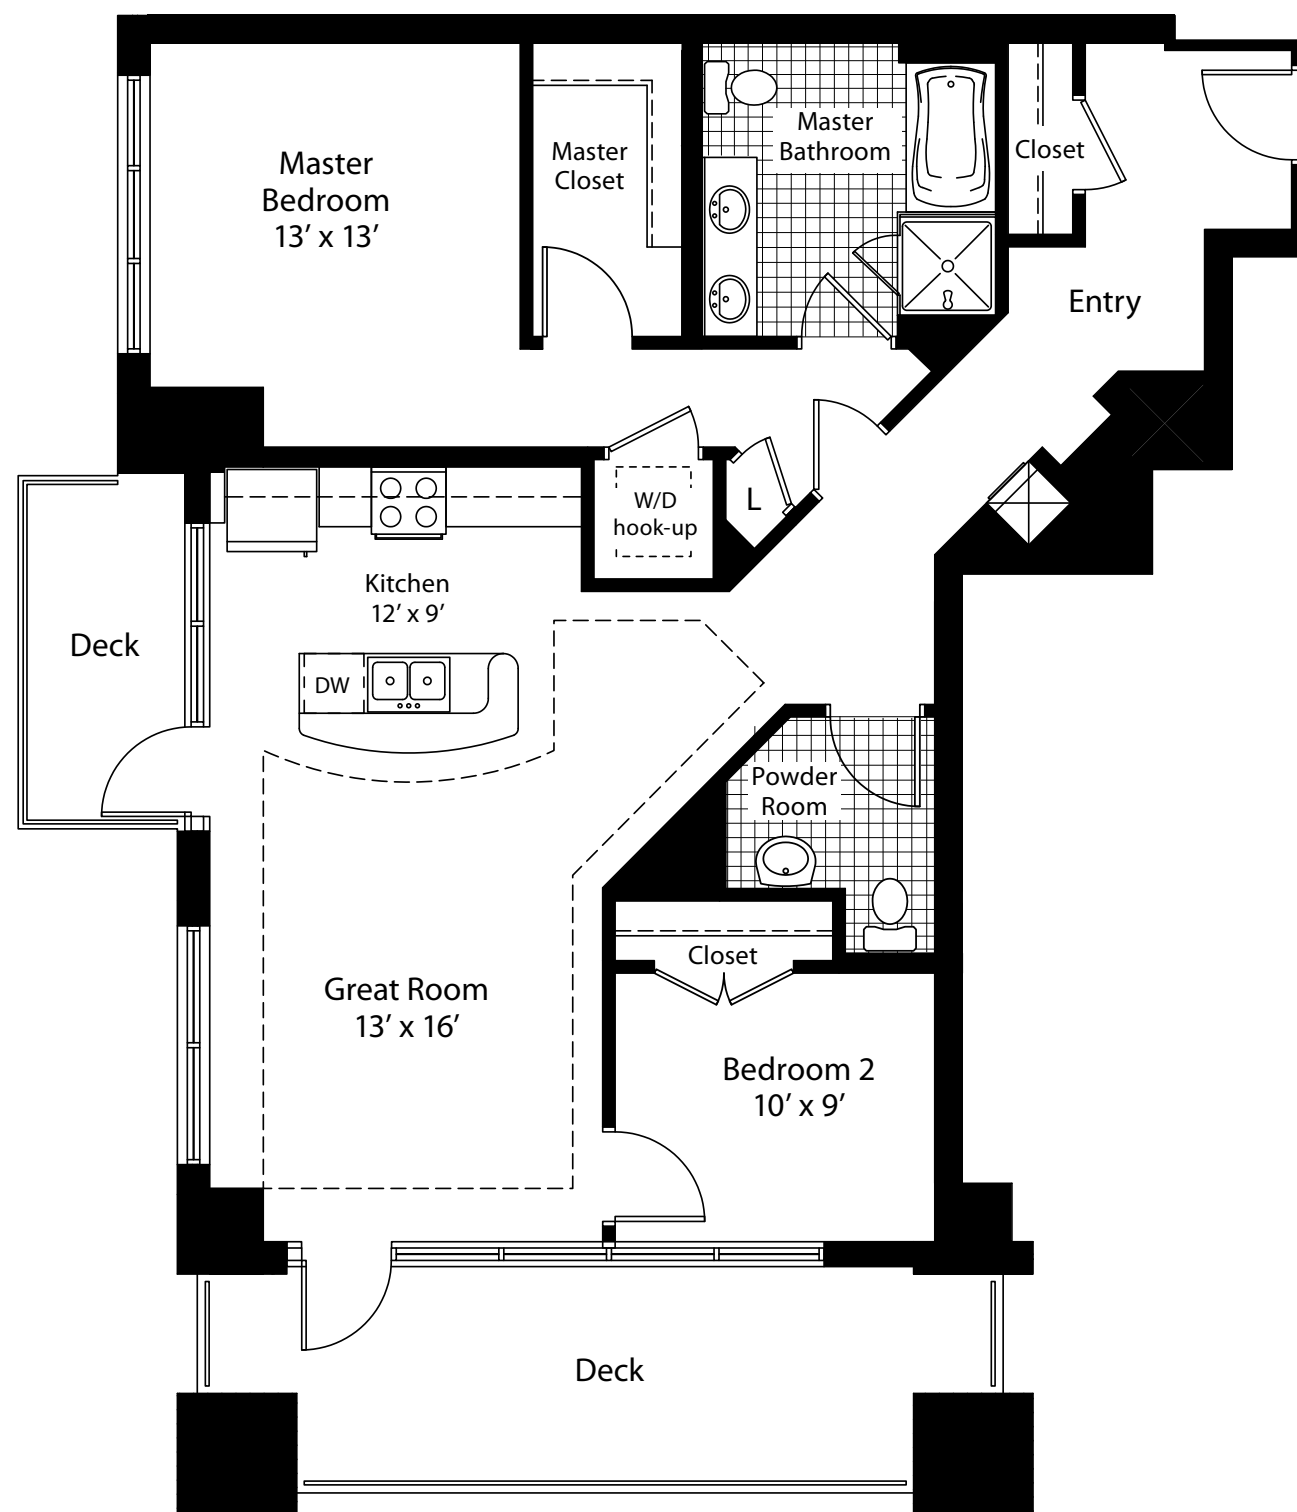 Master
Bedroom
13’ x 13’
Master
Closet
Master
Bathroom
Closet
Entry
W/D
hook-up
L
Kitchen
12’ x 9’
Deck
DW
Powder
Room
Closet
Great Room
13’ x 16’
Bedroom 2
10’ x 9’
Deck